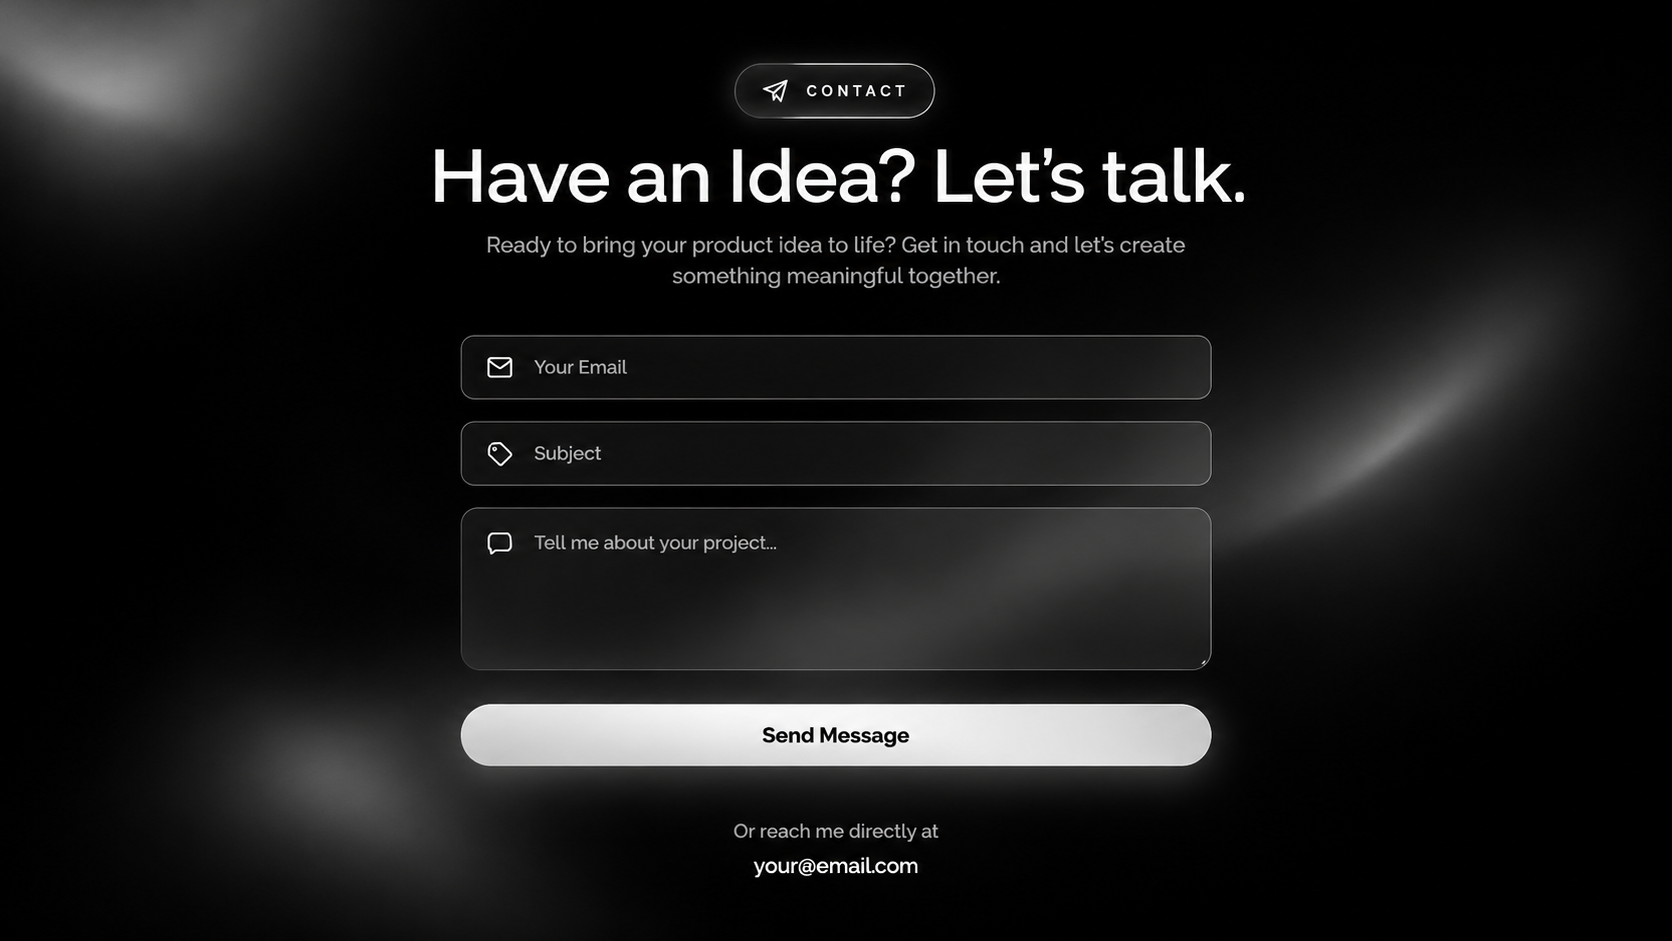 CONTACT
Have an Idea? Let’s talk.
Ready to bring your product idea to life? Get in touch and let's create
something meaningful together.
Your Email
Subject
Tell me about your project...
Send Message
Or reach me directly at
your@email.com